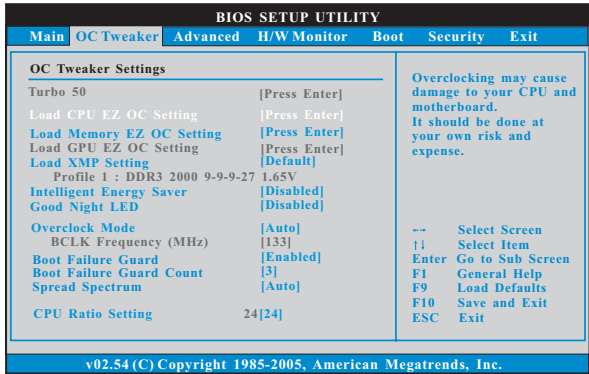 BIOS SETUP UTILITY
Main OC Tweaker Advanced H/W Monitor Boot Security Exit
OC Tweaker Settings
Turbo 50 [Press Enter]
Load CPU EZ OC Setting [Press Enter]
Load Memory EZ OC Setting [Press Enter]
Load GPU EZ OC Setting [Press Enter]
Load XMP Setting [Default]
Profile 1 : DDR3 2000 9-9-9-27 1.65V
Intelligent Energy Saver [Disabled]
Good Night LED [Disabled]
Overclock Mode [Auto]
BCLK Frequency (MHz) [133]
Boot Failure Guard [Enabled]
Boot Failure Guard Count [3]
Spread Spectrum [Auto]
CPU Ratio Setting 24[24]
Overclocking may cause
damage to your CPU and
motherboard.
It should be done at
your own risk and
expense.
←→ Select Screen
↑↓ Select Item
Enter Go to Sub Screen
F1 General Help
F9 Load Defaults
F10 Save and Exit
ESC Exit
v02.54 (C) Copyright 1985-2005, American Megatrends, Inc.